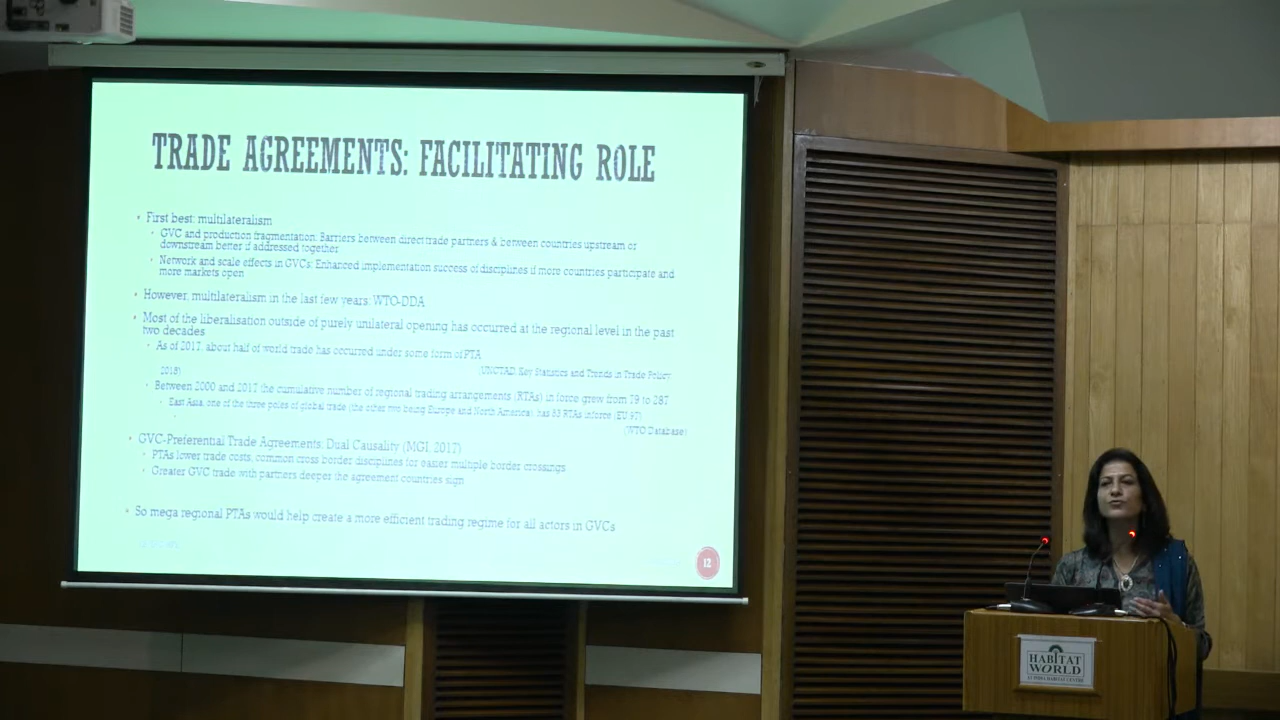 TRADE AGREEMENTS: FACILITATING ROLE
• First best: multilateralism
• GVC and production fragmentation: Barriers between direct trade partners & between countries upstream or
downstream better if addressed together
• Network and scale effects in GVCs: Enhanced implementation success of disciplines if more countries participate and
more markets open
• However, multilateralism in the last few years: WTO-DDA
• Most of the liberalisation outside of purely unilateral opening has occurred at the regional level in the past
two decades
• As of 2017, about half of world trade has occurred under some form of PTA
(UNCTAD, Key Statistics and Trends in Trade Policy
2018)
• Between 2000 and 2017 the cumulative number of regional trading arrangements (RTAs) in force grew from 79 to 287
• East Asia, one of the three poles of global trade (the other two being Europe and North America), has 83 RTAs in force (EU 97)
(WTO Database)
• GVC-Preferential Trade Agreements: Dual Causality (MGI, 2017)
• PTAs lower trade costs, common cross border disciplines for easier multiple border crossings
• Greater GVC trade with partners deeper the agreement countries sign
• So mega regional PTAs would help create a more efficient trading regime for all actors in GVCs
12
HABITAT
WORLD
AT INDIA HABITAT CENTRE